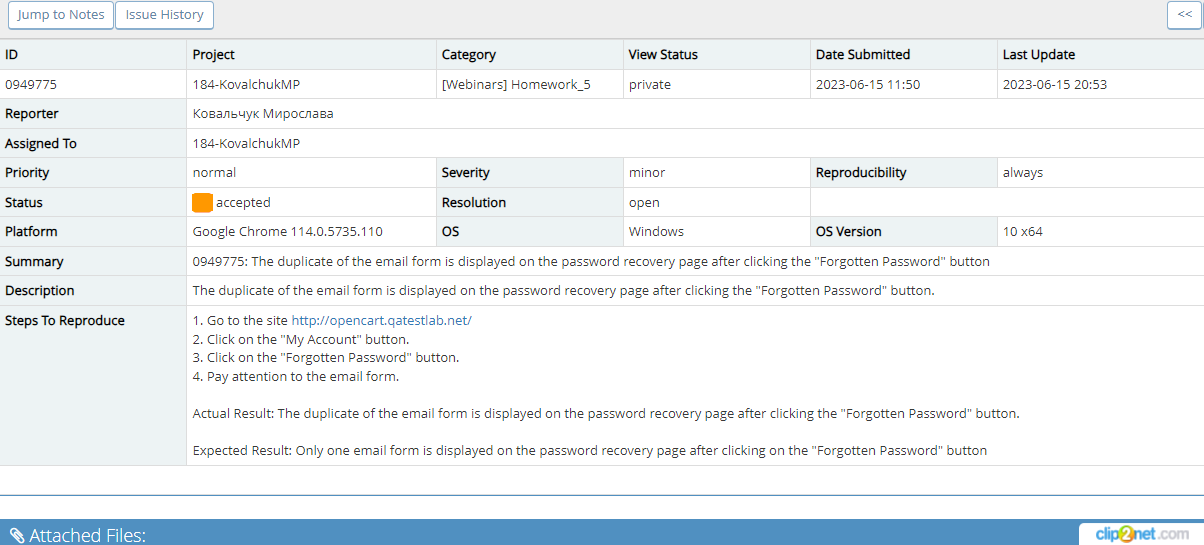 Jump to Notes Issue History <<
ID Project Category View Status Date Submitted Last Update
0949775 184-KovalchukMP [Webinars] Homework_5 private 2023-06-15 11:50 2023-06-15 20:53
Reporter Ковальчук Мирослава
Assigned To 184-KovalchukMP
Priority normal Severity minor Reproducibility always
Status accepted Resolution open
Platform Google Chrome 114.0.5735.110 OS Windows OS Version 10 x64
Summary 0949775: The duplicate of the email form is displayed on the password recovery page after clicking the "Forgotten Password" button
Description The duplicate of the email form is displayed on the password recovery page after clicking the "Forgotten Password" button.
Steps To Reproduce 1. Go to the site http://opencart.qatestlab.net/
2. Click on the "My Account" button.
3. Click on the "Forgotten Password" button.
4. Pay attention to the email form.
Actual Result: The duplicate of the email form is displayed on the password recovery page after clicking the "Forgotten Password" button.
Expected Result: Only one email form is displayed on the password recovery page after clicking on the "Forgotten Password" button
Attached Files:
clip2net.com